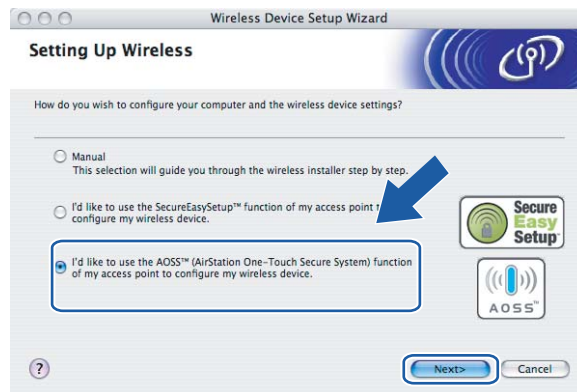 Wireless Device Setup Wizard
Setting Up Wireless
How do you wish to configure your computer and the wireless device settings?
Manual
This selection will guide you through the wireless installer step by step.
I'd like to use the SecureEasySetup™ function of my access point
configure my wireless device.
Secure
Easy
Setup
I'd like to use the AOSS™ (AirStation One-Touch Secure System) function
of my access point to configure my wireless device.
AOSS™
?
Next>
Cancel